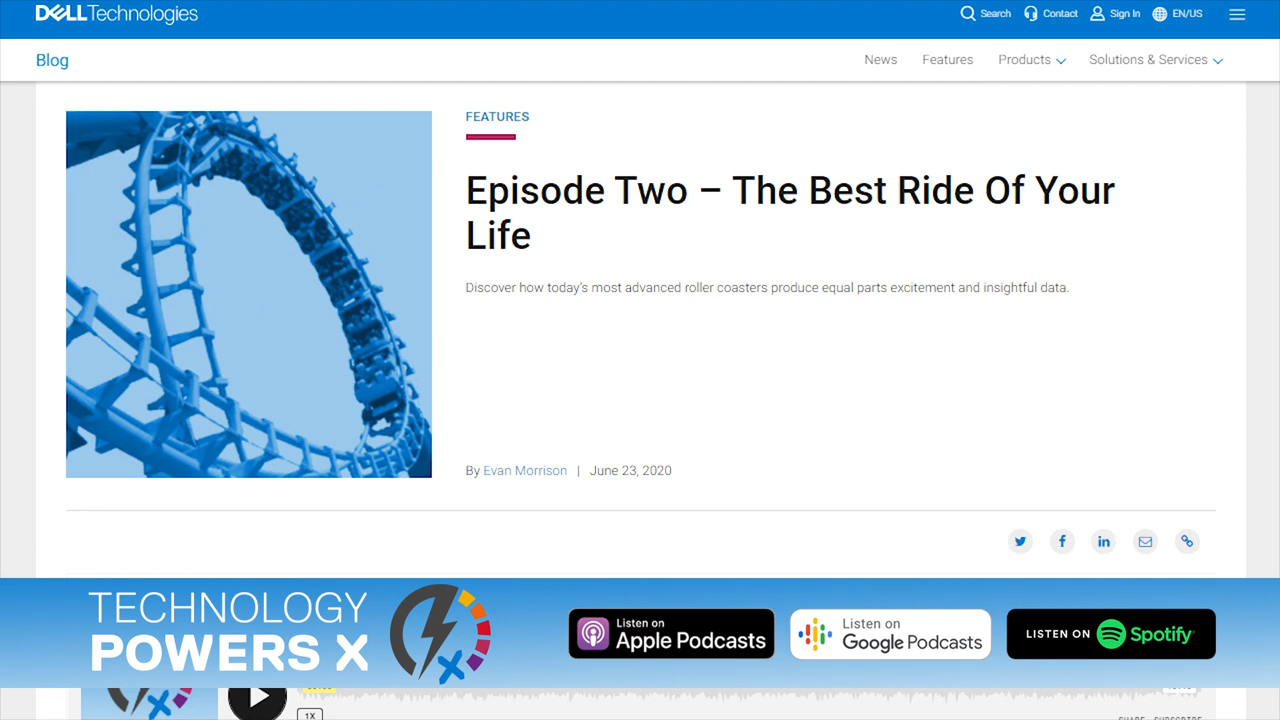 DELLTechnologies
Search
Contact
Sign In
EN/US
Blog
News
Features
Products
Solutions & Services
FEATURES
Episode Two – The Best Ride Of Your
Life
Discover how today's most advanced roller coasters produce equal parts excitement and insightful data.
By Evan Morrison | June 23, 2020
TECHNOLOGY
POWERS X
Listen on
Apple Podcasts
Listen on
Google Podcasts
LISTEN ON Spotify
1X